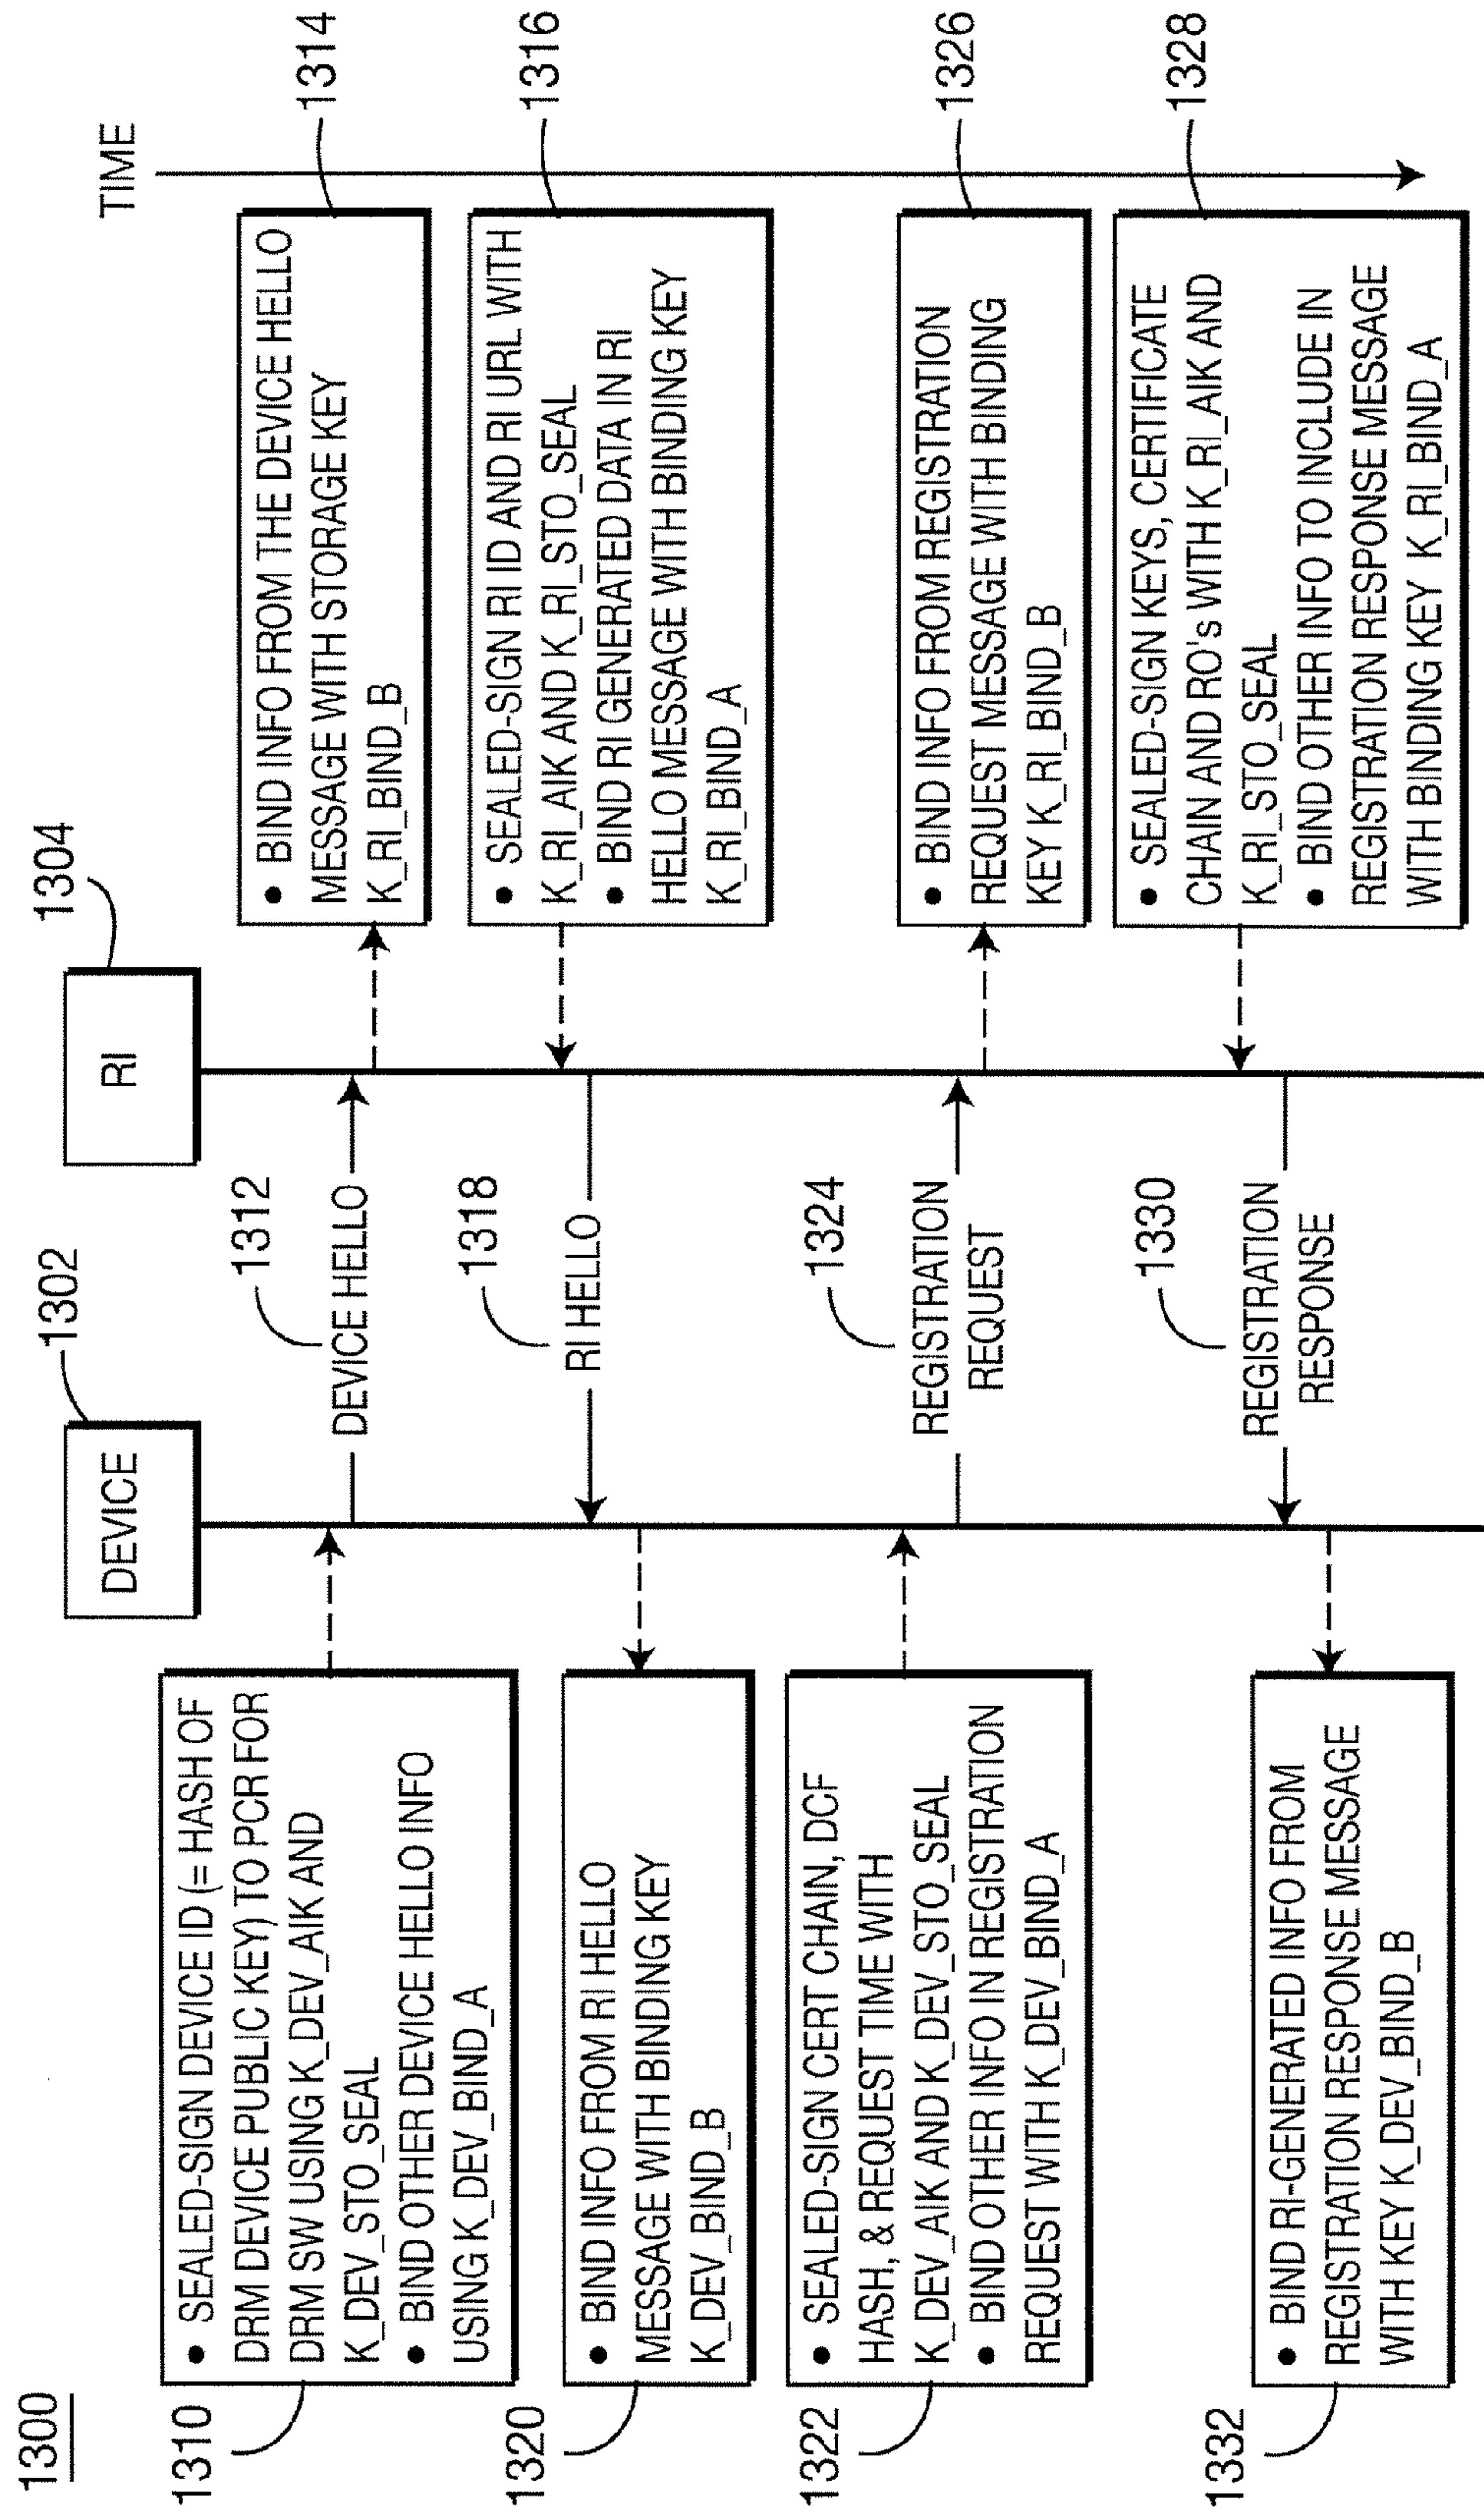 1300
DEVICE
1302
RI
1304
TIME
1310
• SEALED-SIGN DEVICE ID (= HASH OF
DRM DEVICE PUBLIC KEY) TO PCR FOR
DRM SW USING K_DEV_AIK AND
K_DEV_STO_SEAL
• BIND OTHER DEVICE HELLO INFO
USING K_DEV_BIND_A
1312
DEVICE HELLO
• BIND INFO FROM THE DEVICE HELLO
MESSAGE WITH STORAGE KEY
K_RI_BIND_B
1314
• SEALED-SIGN RI ID AND RI URL WITH
K_RI_AIK AND K_RI_STO_SEAL
• BIND RI GENERATED DATA IN RI
HELLO MESSAGE WITH BINDING KEY
K_RI_BIND_A
1316
1318
RI HELLO
1320
• BIND INFO FROM RI HELLO
MESSAGE WITH BINDING KEY
K_DEV_BIND_B
1322
• SEALED-SIGN CERT CHAIN, DCF
HASH, & REQUEST TIME WITH
K_DEV_AIK AND K_DEV_STO_SEAL
• BIND OTHER INFO IN REGISTRATION
REQUEST WITH K_DEV_BIND_A
1324
REGISTRATION
REQUEST
• BIND INFO FROM REGISTRATION
REQUEST MESSAGE WITH BINDING
KEY K_RI_BIND_B
1326
• SEALED-SIGN KEYS, CERTIFICATE
CHAIN AND RO's WITH K_RI_AIK AND
K_RI_STO_SEAL
• BIND OTHER INFO TO INCLUDE IN
REGISTRATION RESPONSE MESSAGE
WITH BINDING KEY K_RI_BIND_A
1328
1330
REGISTRATION
RESPONSE
1332
• BIND RI-GENERATED INFO FROM
REGISTRATION RESPONSE MESSAGE
WITH KEY K_DEV_BIND_B